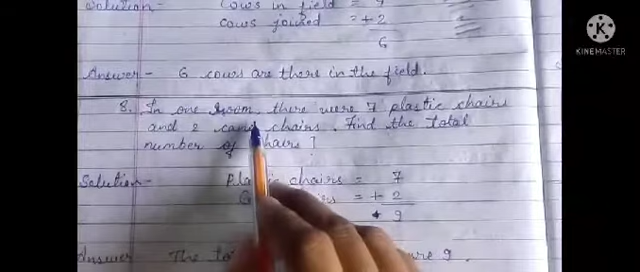 Solution Cows in field =
cows joined = + 2
6
KINEMASTER
Answer - 6 cows are there in the field.
8. In one room there were 7 plastic chairs
and 2 chairs. Find the Total
number of chairs?
Solution Plastic chairs = 7
= + 2
9
Answer The 9.